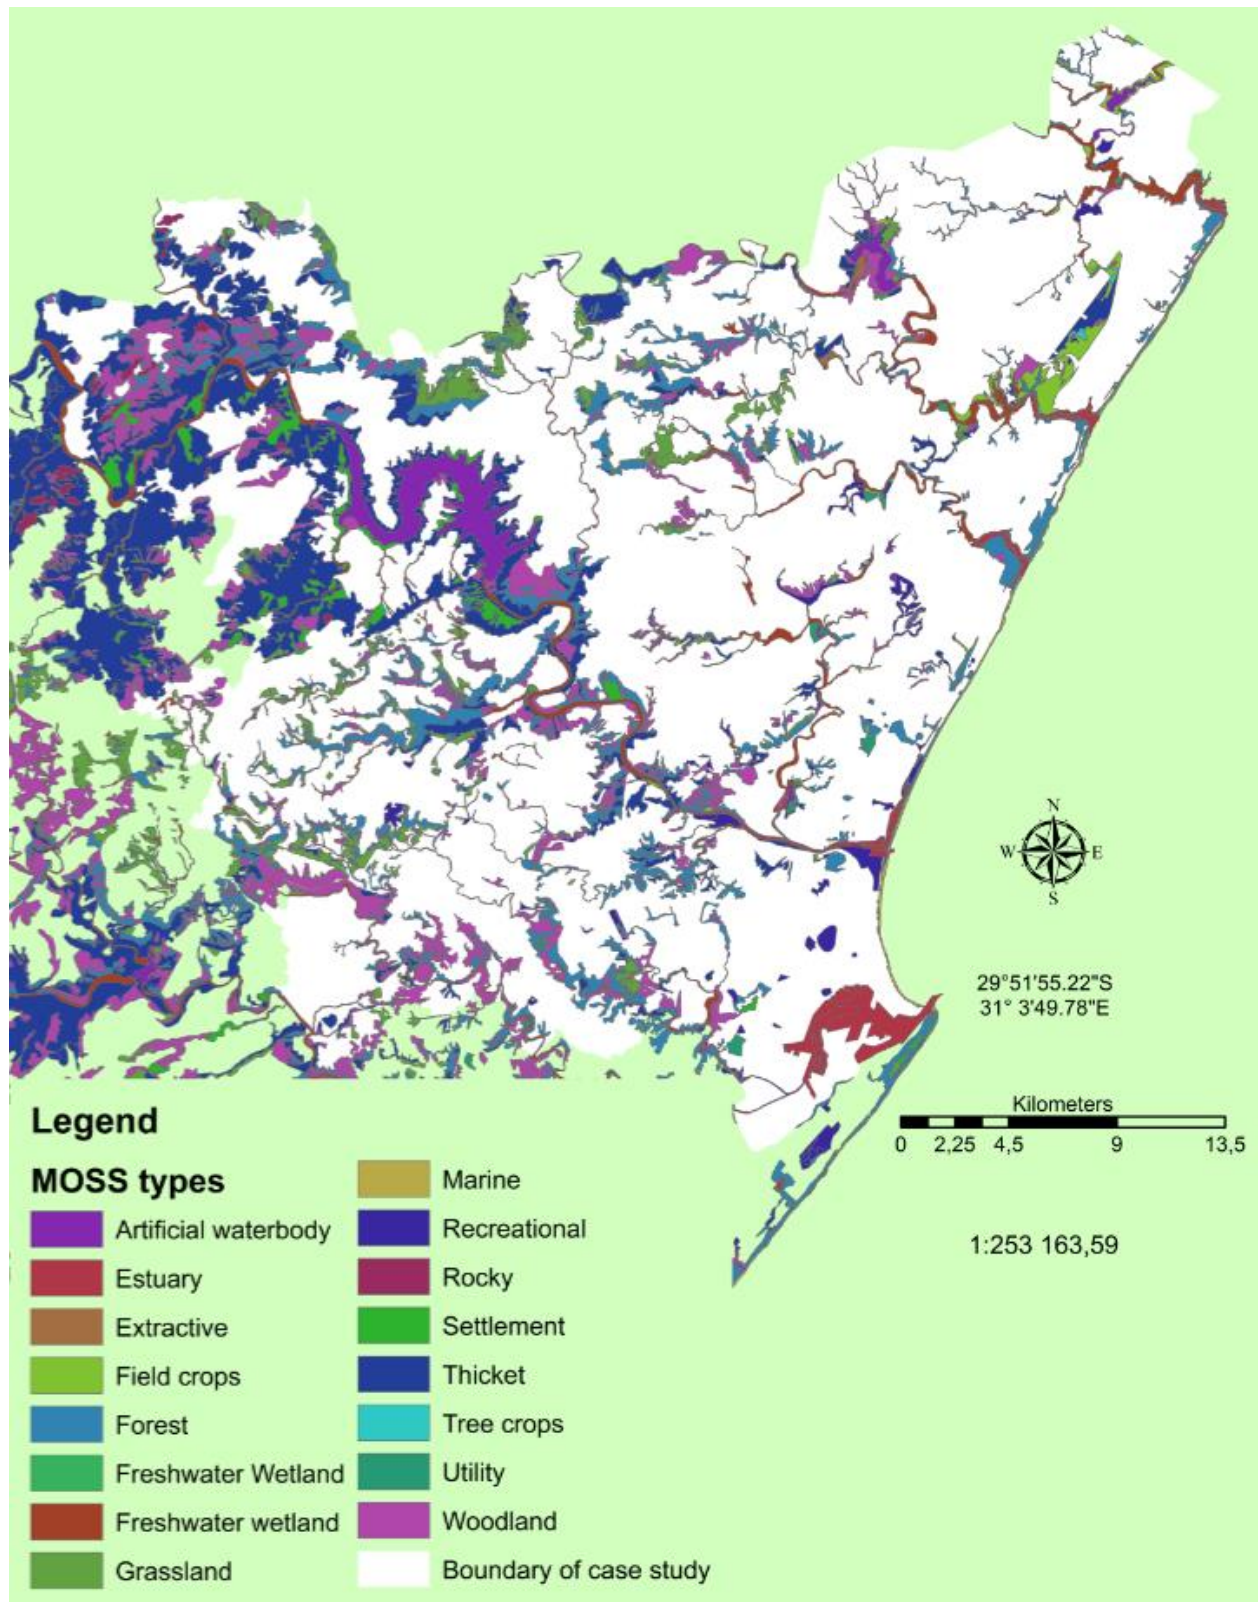 N
W E
S
29°51'55.22"S
31° 3'49.78"E
Kilometers
0 2,25 4,5 9 13,5
1:253 163,59
Legend
MOSS types
Artificial waterbody
Estuary
Extractive
Field crops
Forest
Freshwater Wetland
Freshwater wetland
Grassland
Marine
Recreational
Rocky
Settlement
Thicket
Tree crops
Utility
Woodland
Boundary of case study